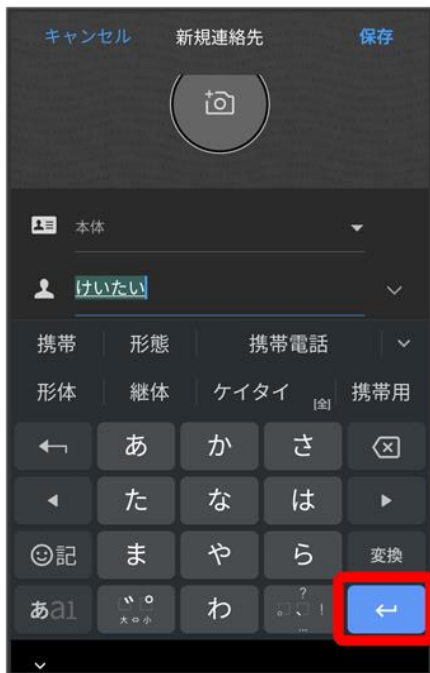 キャンセル 新規連絡先 保存
本体
けいたい
携帯 形態 携帯電話
形体 継体 ケイタイ [全] 携帯用
あ か さ
た な は
記 ま や ら 変換
あa1 ゛゜ 大⇔小 わ 。、?! …